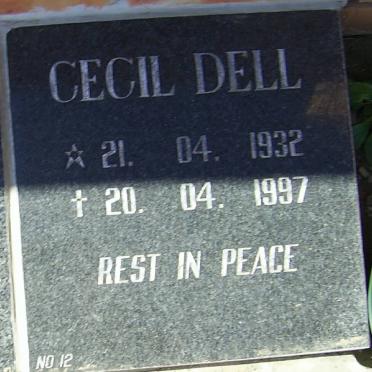 CECIL DELL
☆ 21. 04. 1932
✝ 20. 04. 1997
REST IN PEACE
NO 12